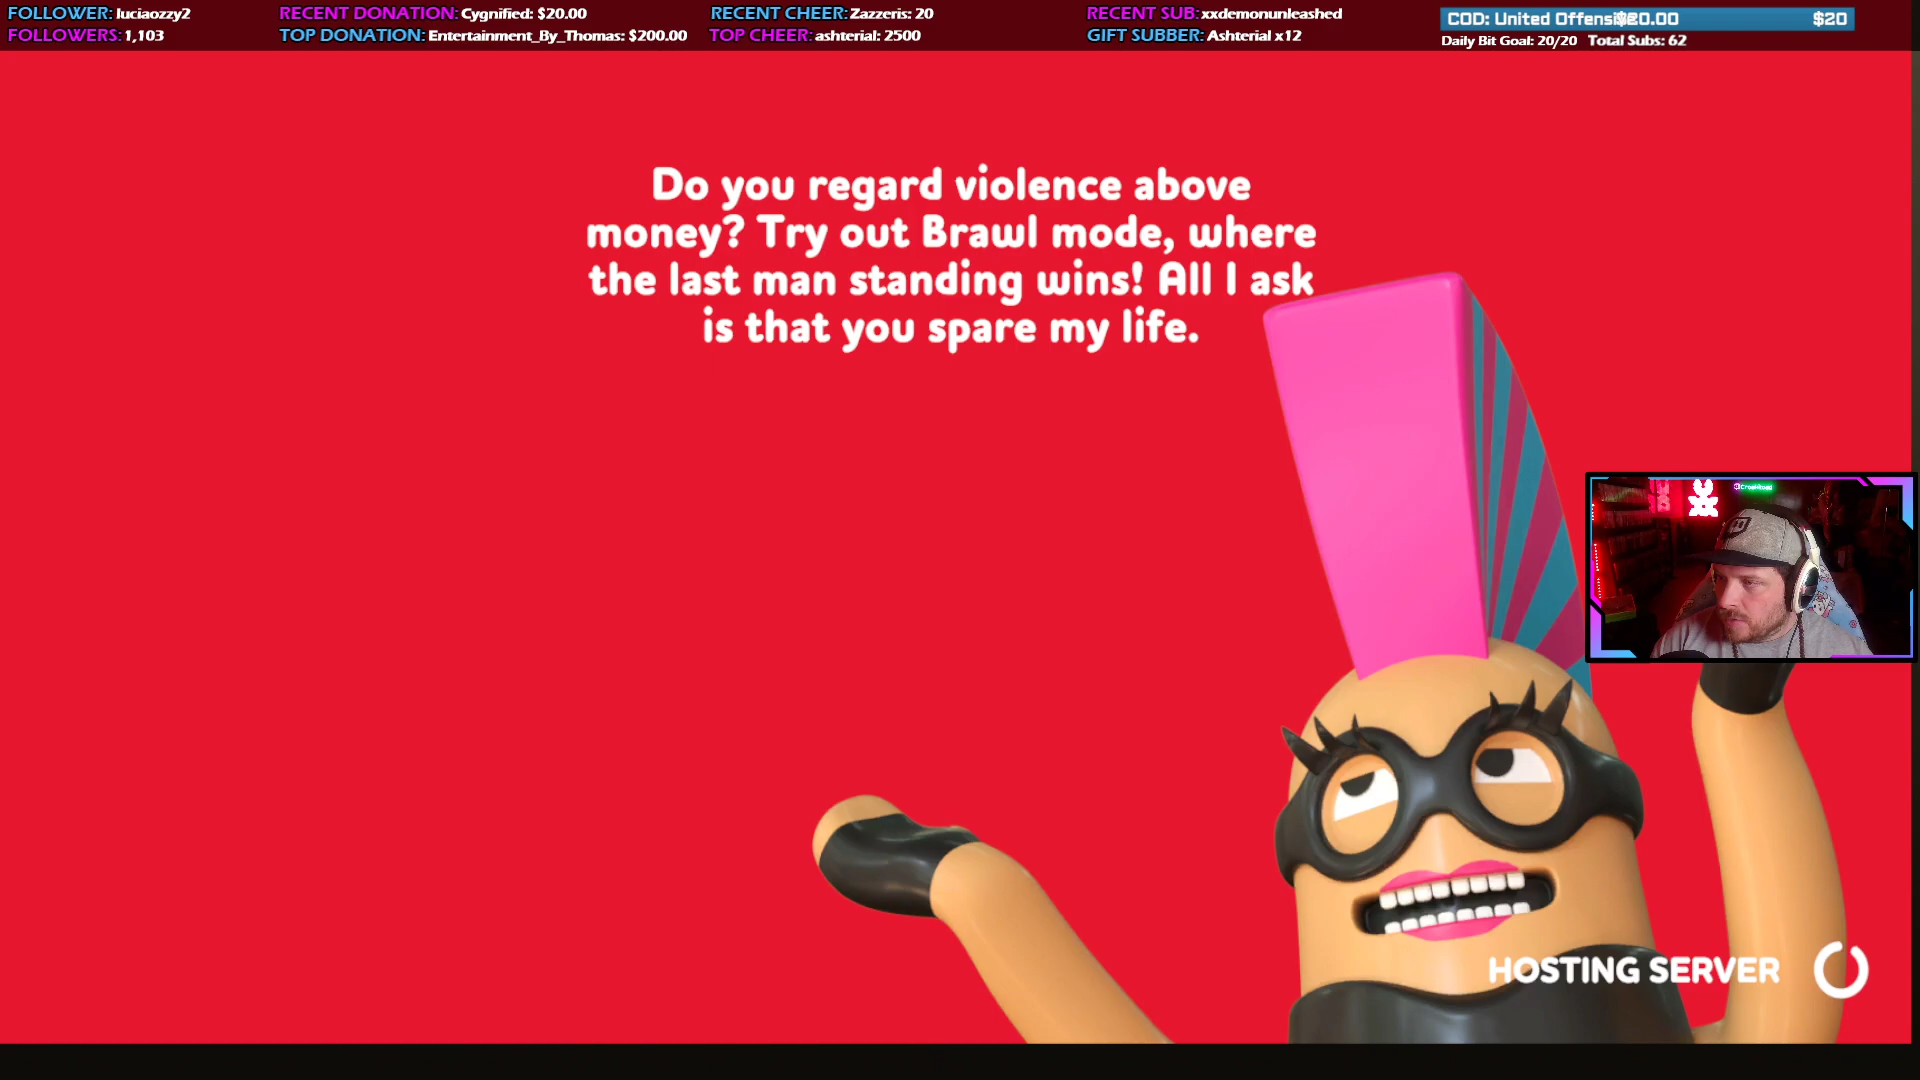 FOLLOWER: luciaozzy2
FOLLOWERS: 1,103
RECENT DONATION: Cygnified: $20.00
TOP DONATION: Entertainment_By_Thomas: $200.00
RECENT CHEER: Zazzeris: 20
TOP CHEER: ashterial: 2500
RECENT SUB: xxdemonunleashed
GIFT SUBBER: Ashterial x12
COD: United Offensi
$20
Daily Bit Goal: 20/20 Total Subs: 62
Do you regard violence above
money? Try out Brawl mode, where
the last man standing wins! All I ask
is that you spare my life.
HOSTING SERVER